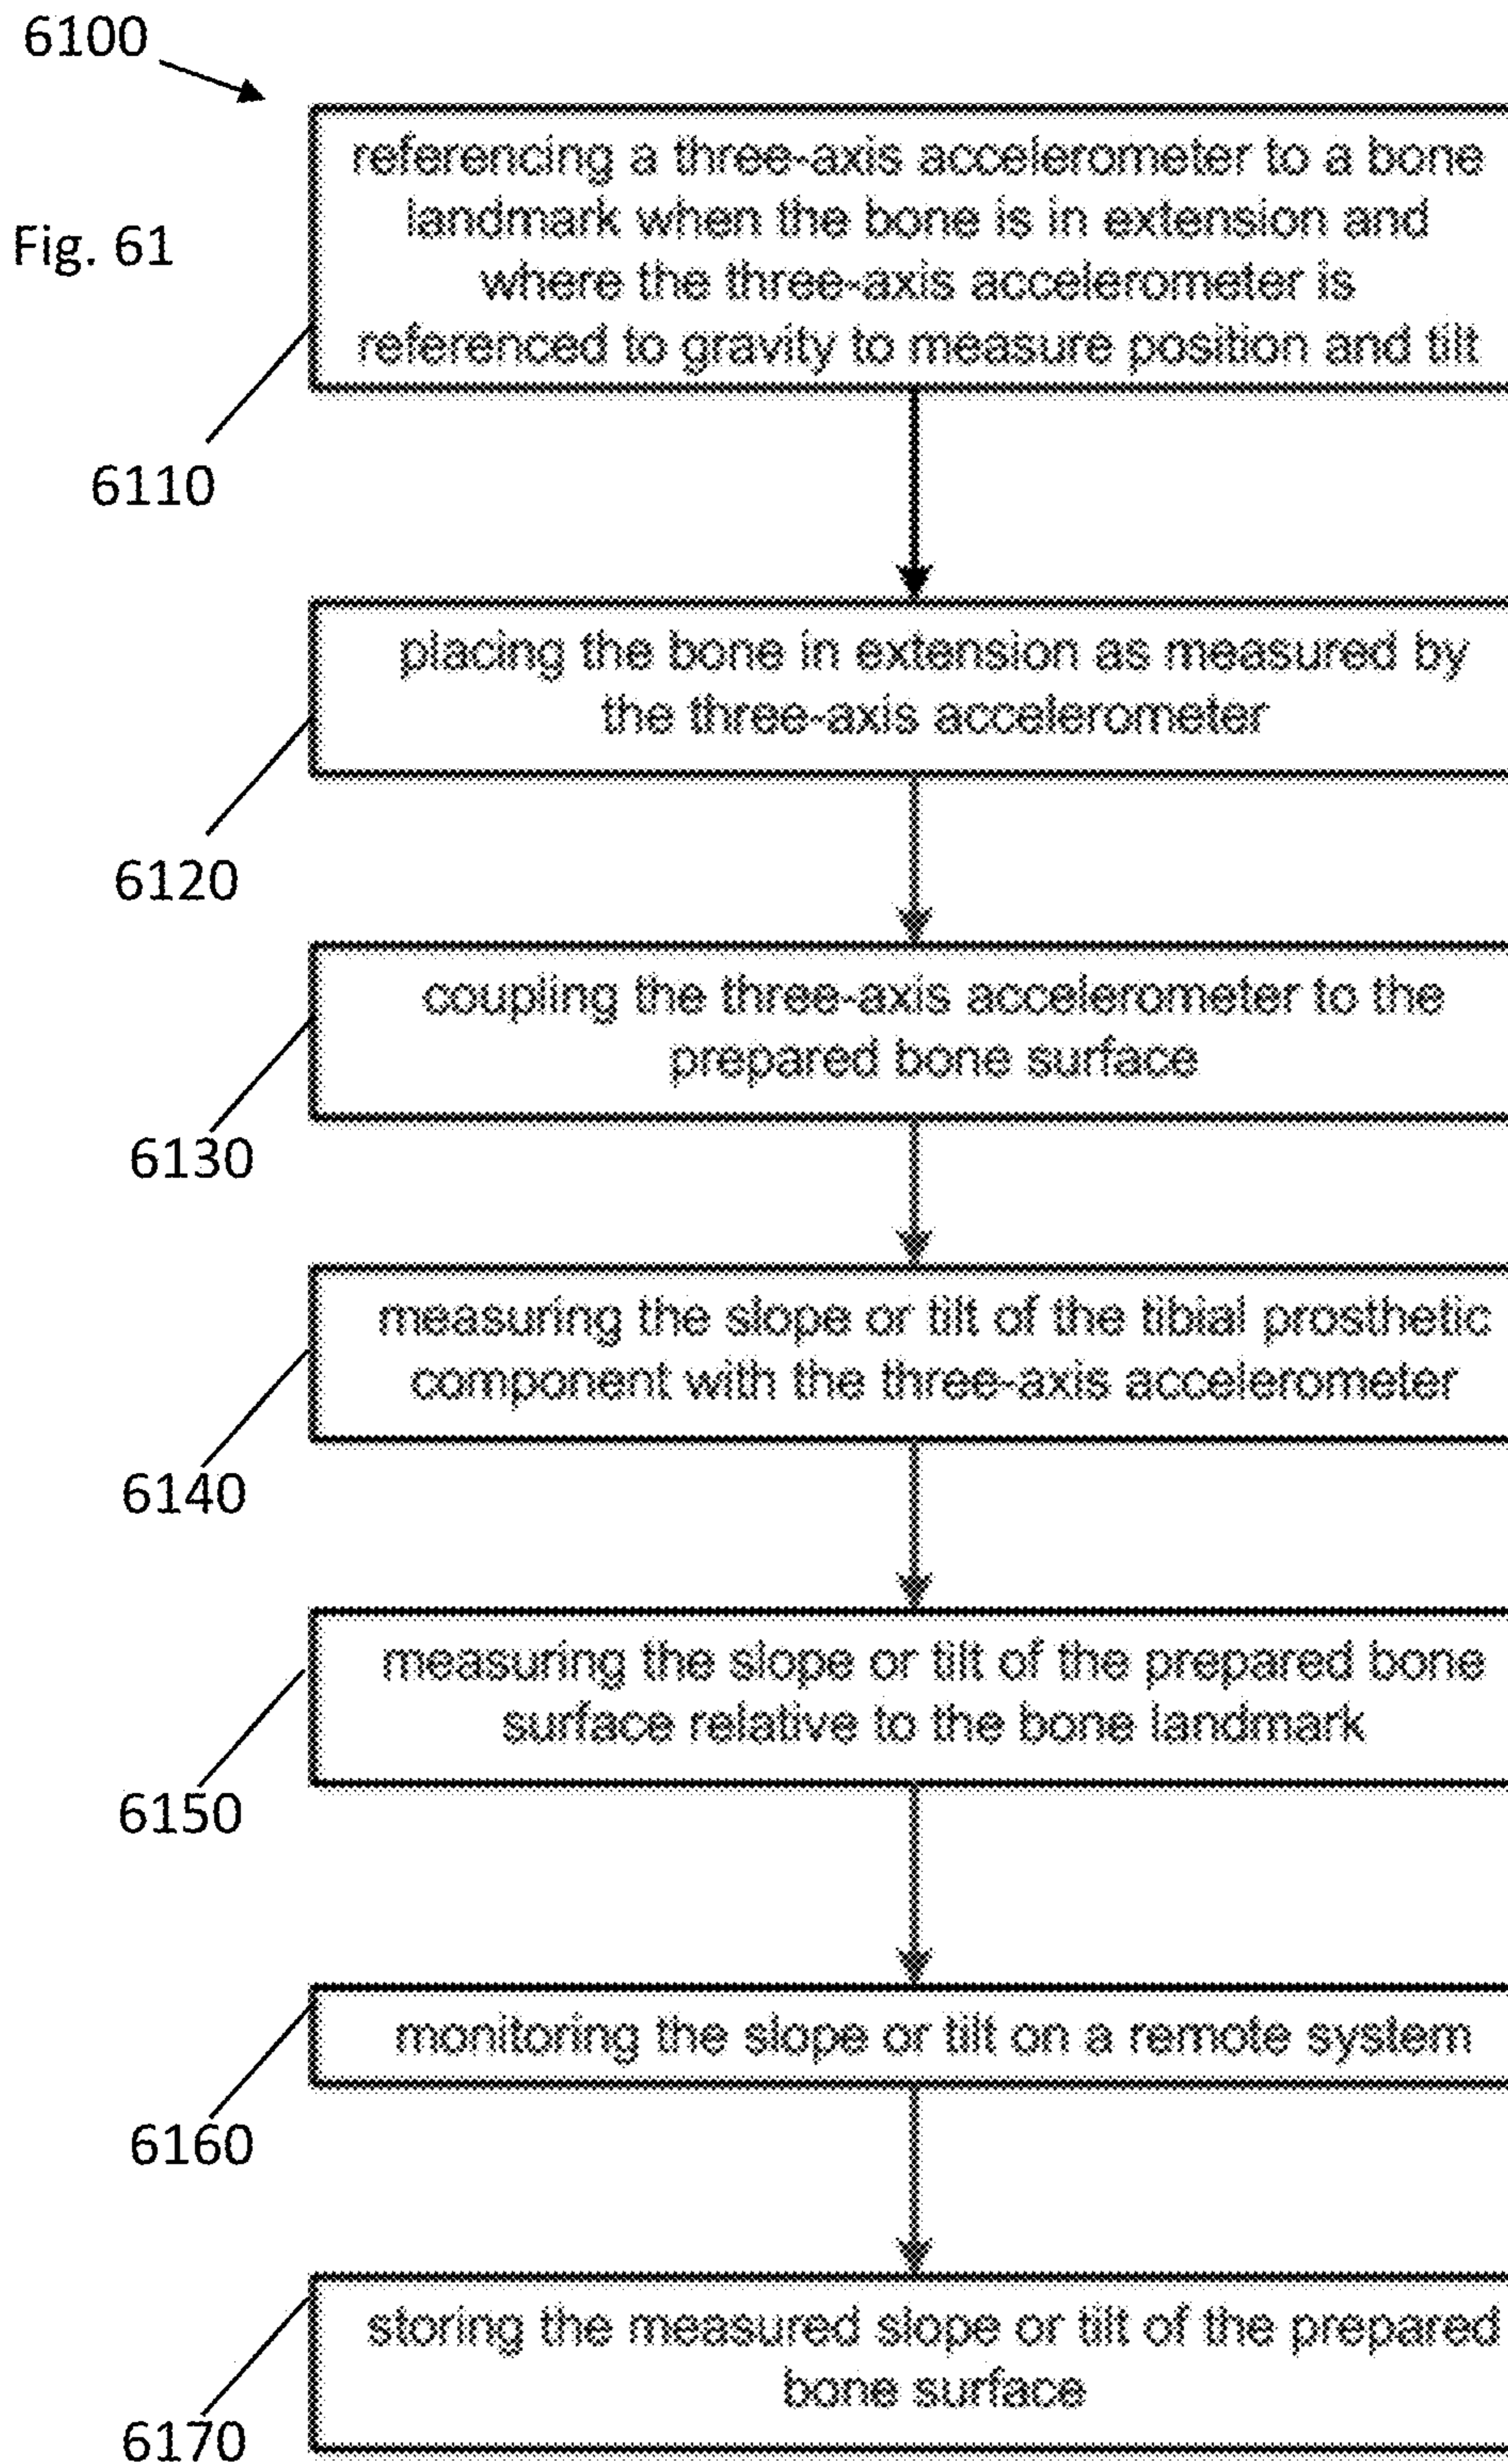 6100
referencing a three-axis accelerometer to a bone
landmark when the bone is in extension and
where the three-axis accelerometer is
referenced to gravity to measure position and tilt
Fig. 61
6110
placing the bone in extension as measured by
the three-axis accelerometer
6120
coupling the three-axis accelerometer to the
prepared bone surface
6130
measuring the slope or tilt of the tibial prosthetic
component with the three-axis accelerometer
6140
measuring the slope or tilt of the prepared bone
surface relative to the bone landmark
6150
monitoring the slope or tilt on a remote system
6160
storing the measured slope or tilt of the prepared
bone surface
6170